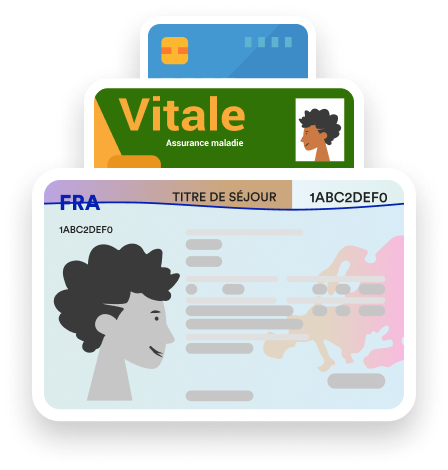 Vitale
Assurance maladie
FRA
TITRE DE SÉJOUR
1ABC2DEF0
1ABC2DEF0